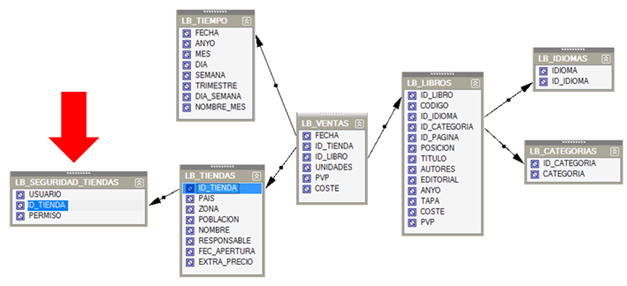 LB_TIEMPO
FECHA
ANYO
MES
DIA
SEMANA
TRIMESTRE
DIA_SEMANA
NOMBRE_MES
LB_SEGURIDAD_TIENDAS
USUARIO
ID_TIENDA
PERMISO
LB_TIENDAS
ID_TIENDA
PAIS
ZONA
POBLACION
NOMBRE
RESPONSABLE
FEC_APERTURA
EXTRA_PRECIO
LB_VENTAS
FECHA
ID_TIENDA
ID_LIBRO
UNIDADES
PVP
COSTE
LB_LIBROS
ID_LIBRO
CODIGO
ID_IDIOMA
ID_CATEGORIA
ID_PAGINA
POSICION
TITULO
AUTORES
EDITORIAL
ANYO
TAPA
COSTE
PVP
LB_IDIOMAS
IDIOMA
ID_IDIOMA
LB_CATEGORIAS
ID_CATEGORIA
CATEGORIA